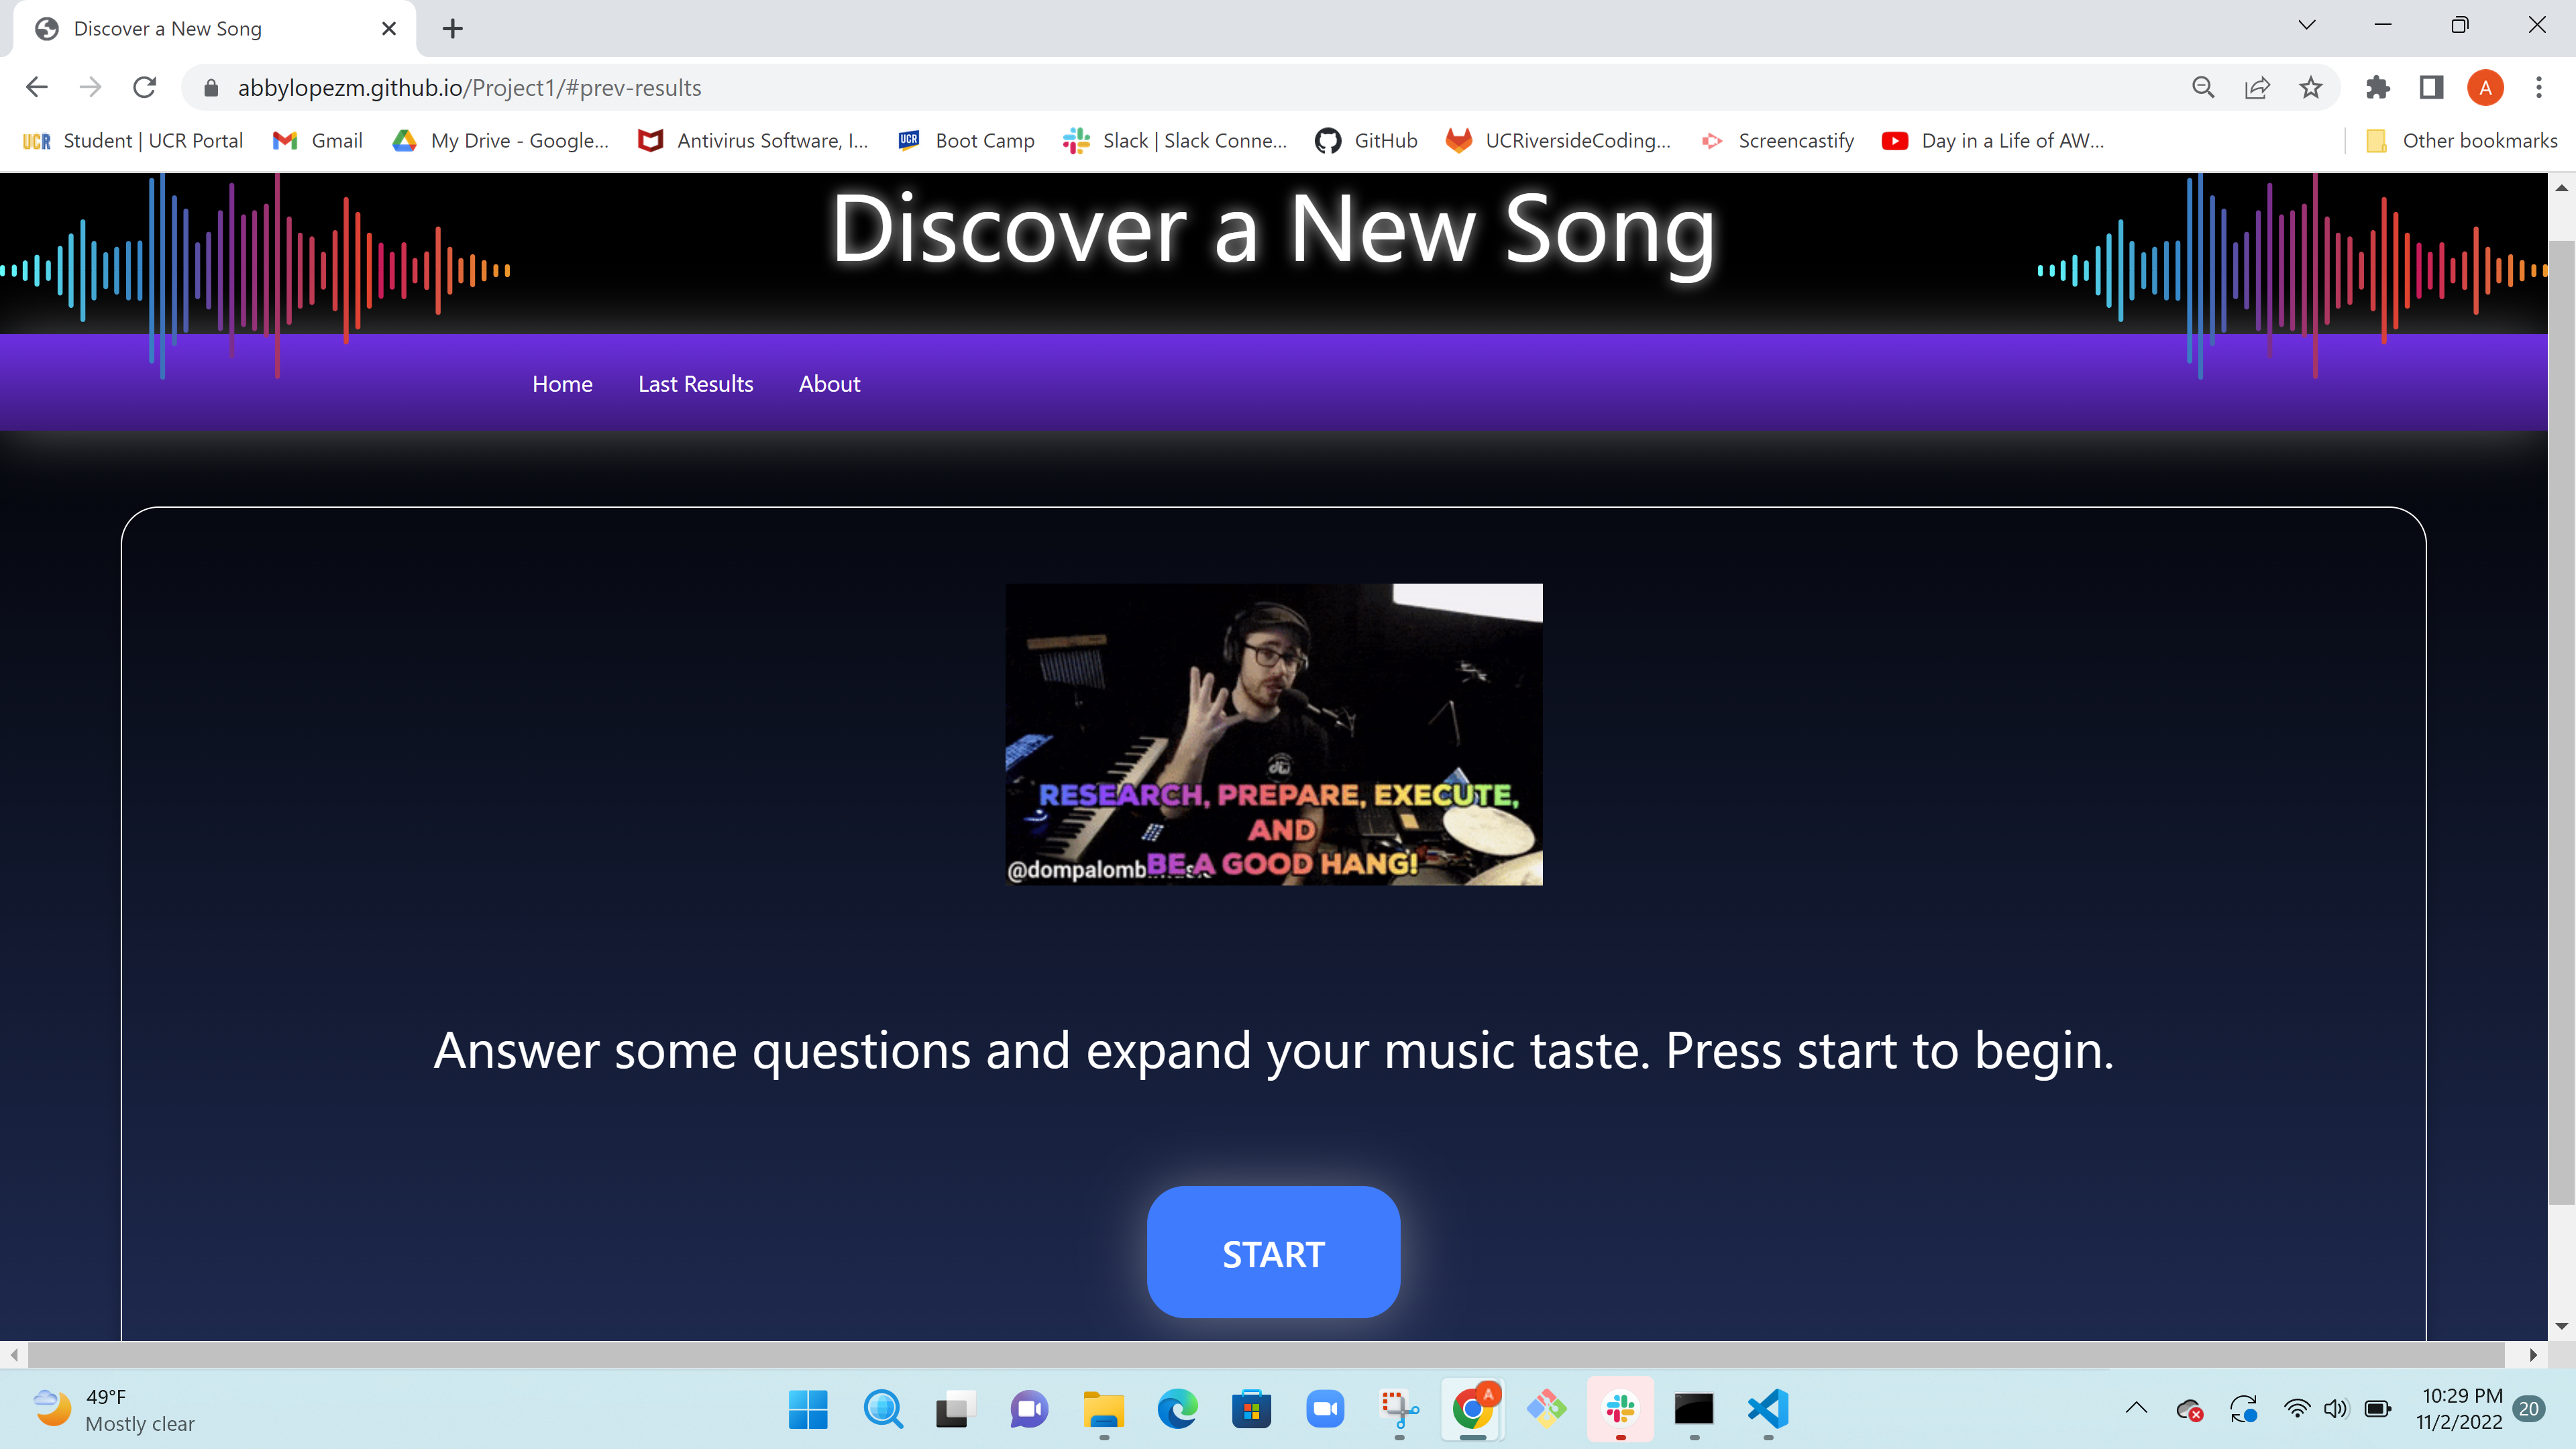 Discover a New Song
abbylopezm.github.io/Project1/#prev-results
A
UCR Student | UCR Portal
Gmail
My Drive - Google...
Antivirus Software, I...
UCR Boot Camp
Slack | Slack Conne...
GitHub
UCRiversideCoding...
Screencastify
Day in a Life of AW...
Other bookmarks
Discover a New Song
Home
Last Results
About
RESEARCH, PREPARE, EXECUTE,
AND
BE A GOOD HANG!
Answer some questions and expand your music taste. Press start to begin.
START
49°F
Mostly clear
A
10:29 PM
11/2/2022
20